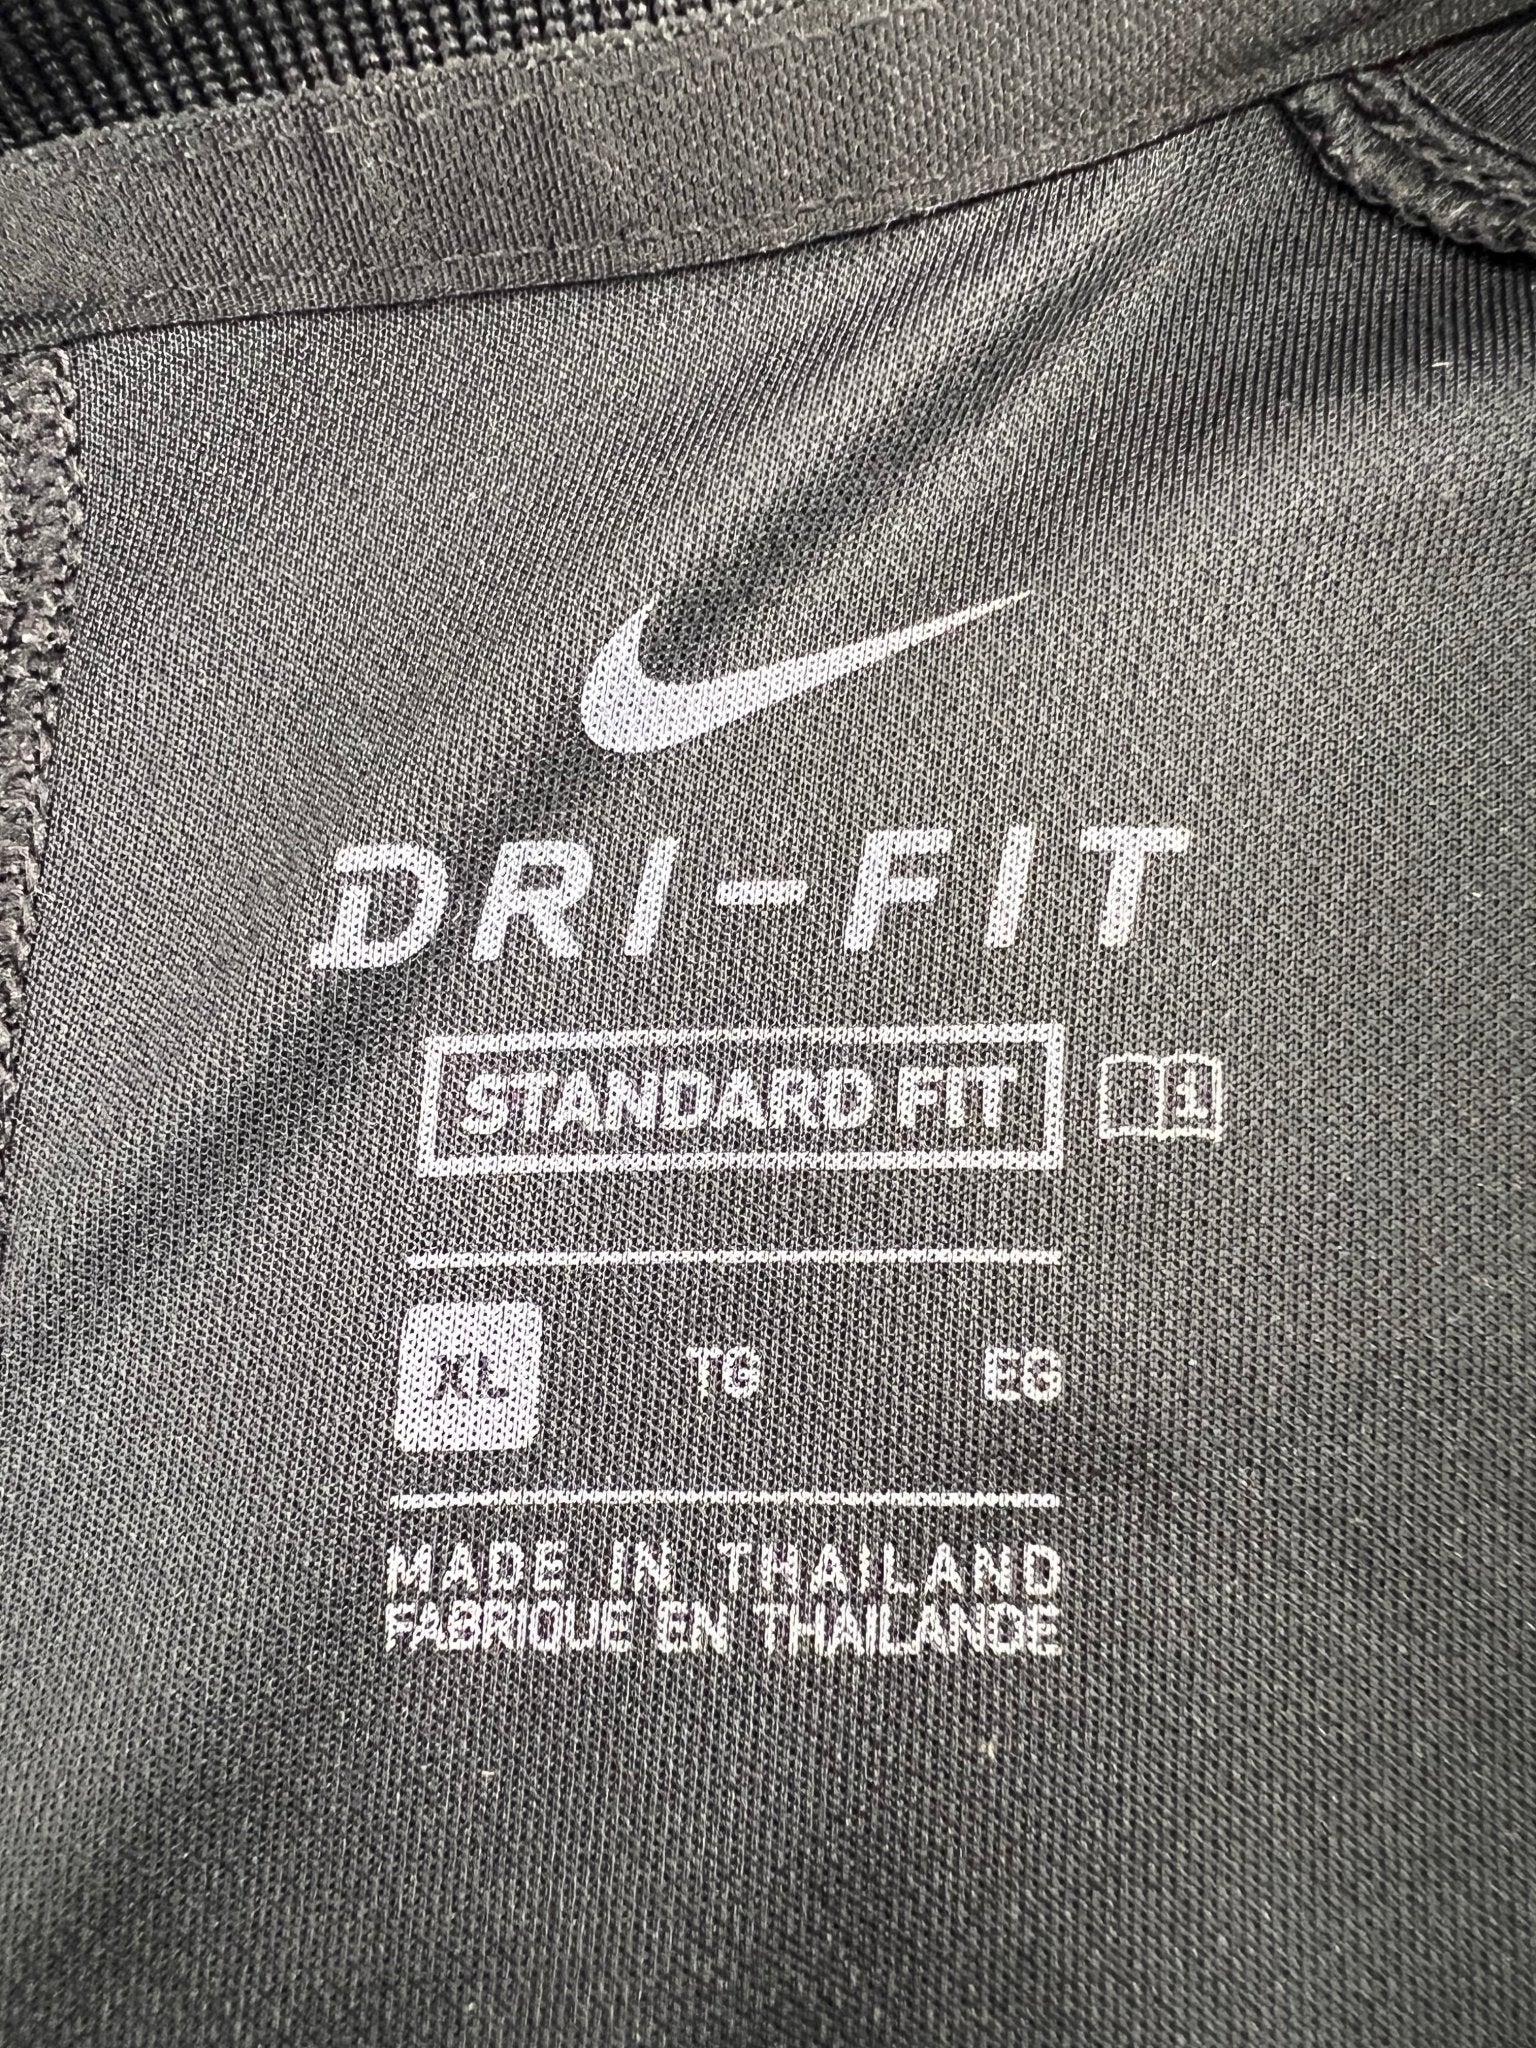 DRI-FIT
STANDARD FIT i
XL TG EG
MADE IN THAILAND
FABRIQUE EN THAILANDE